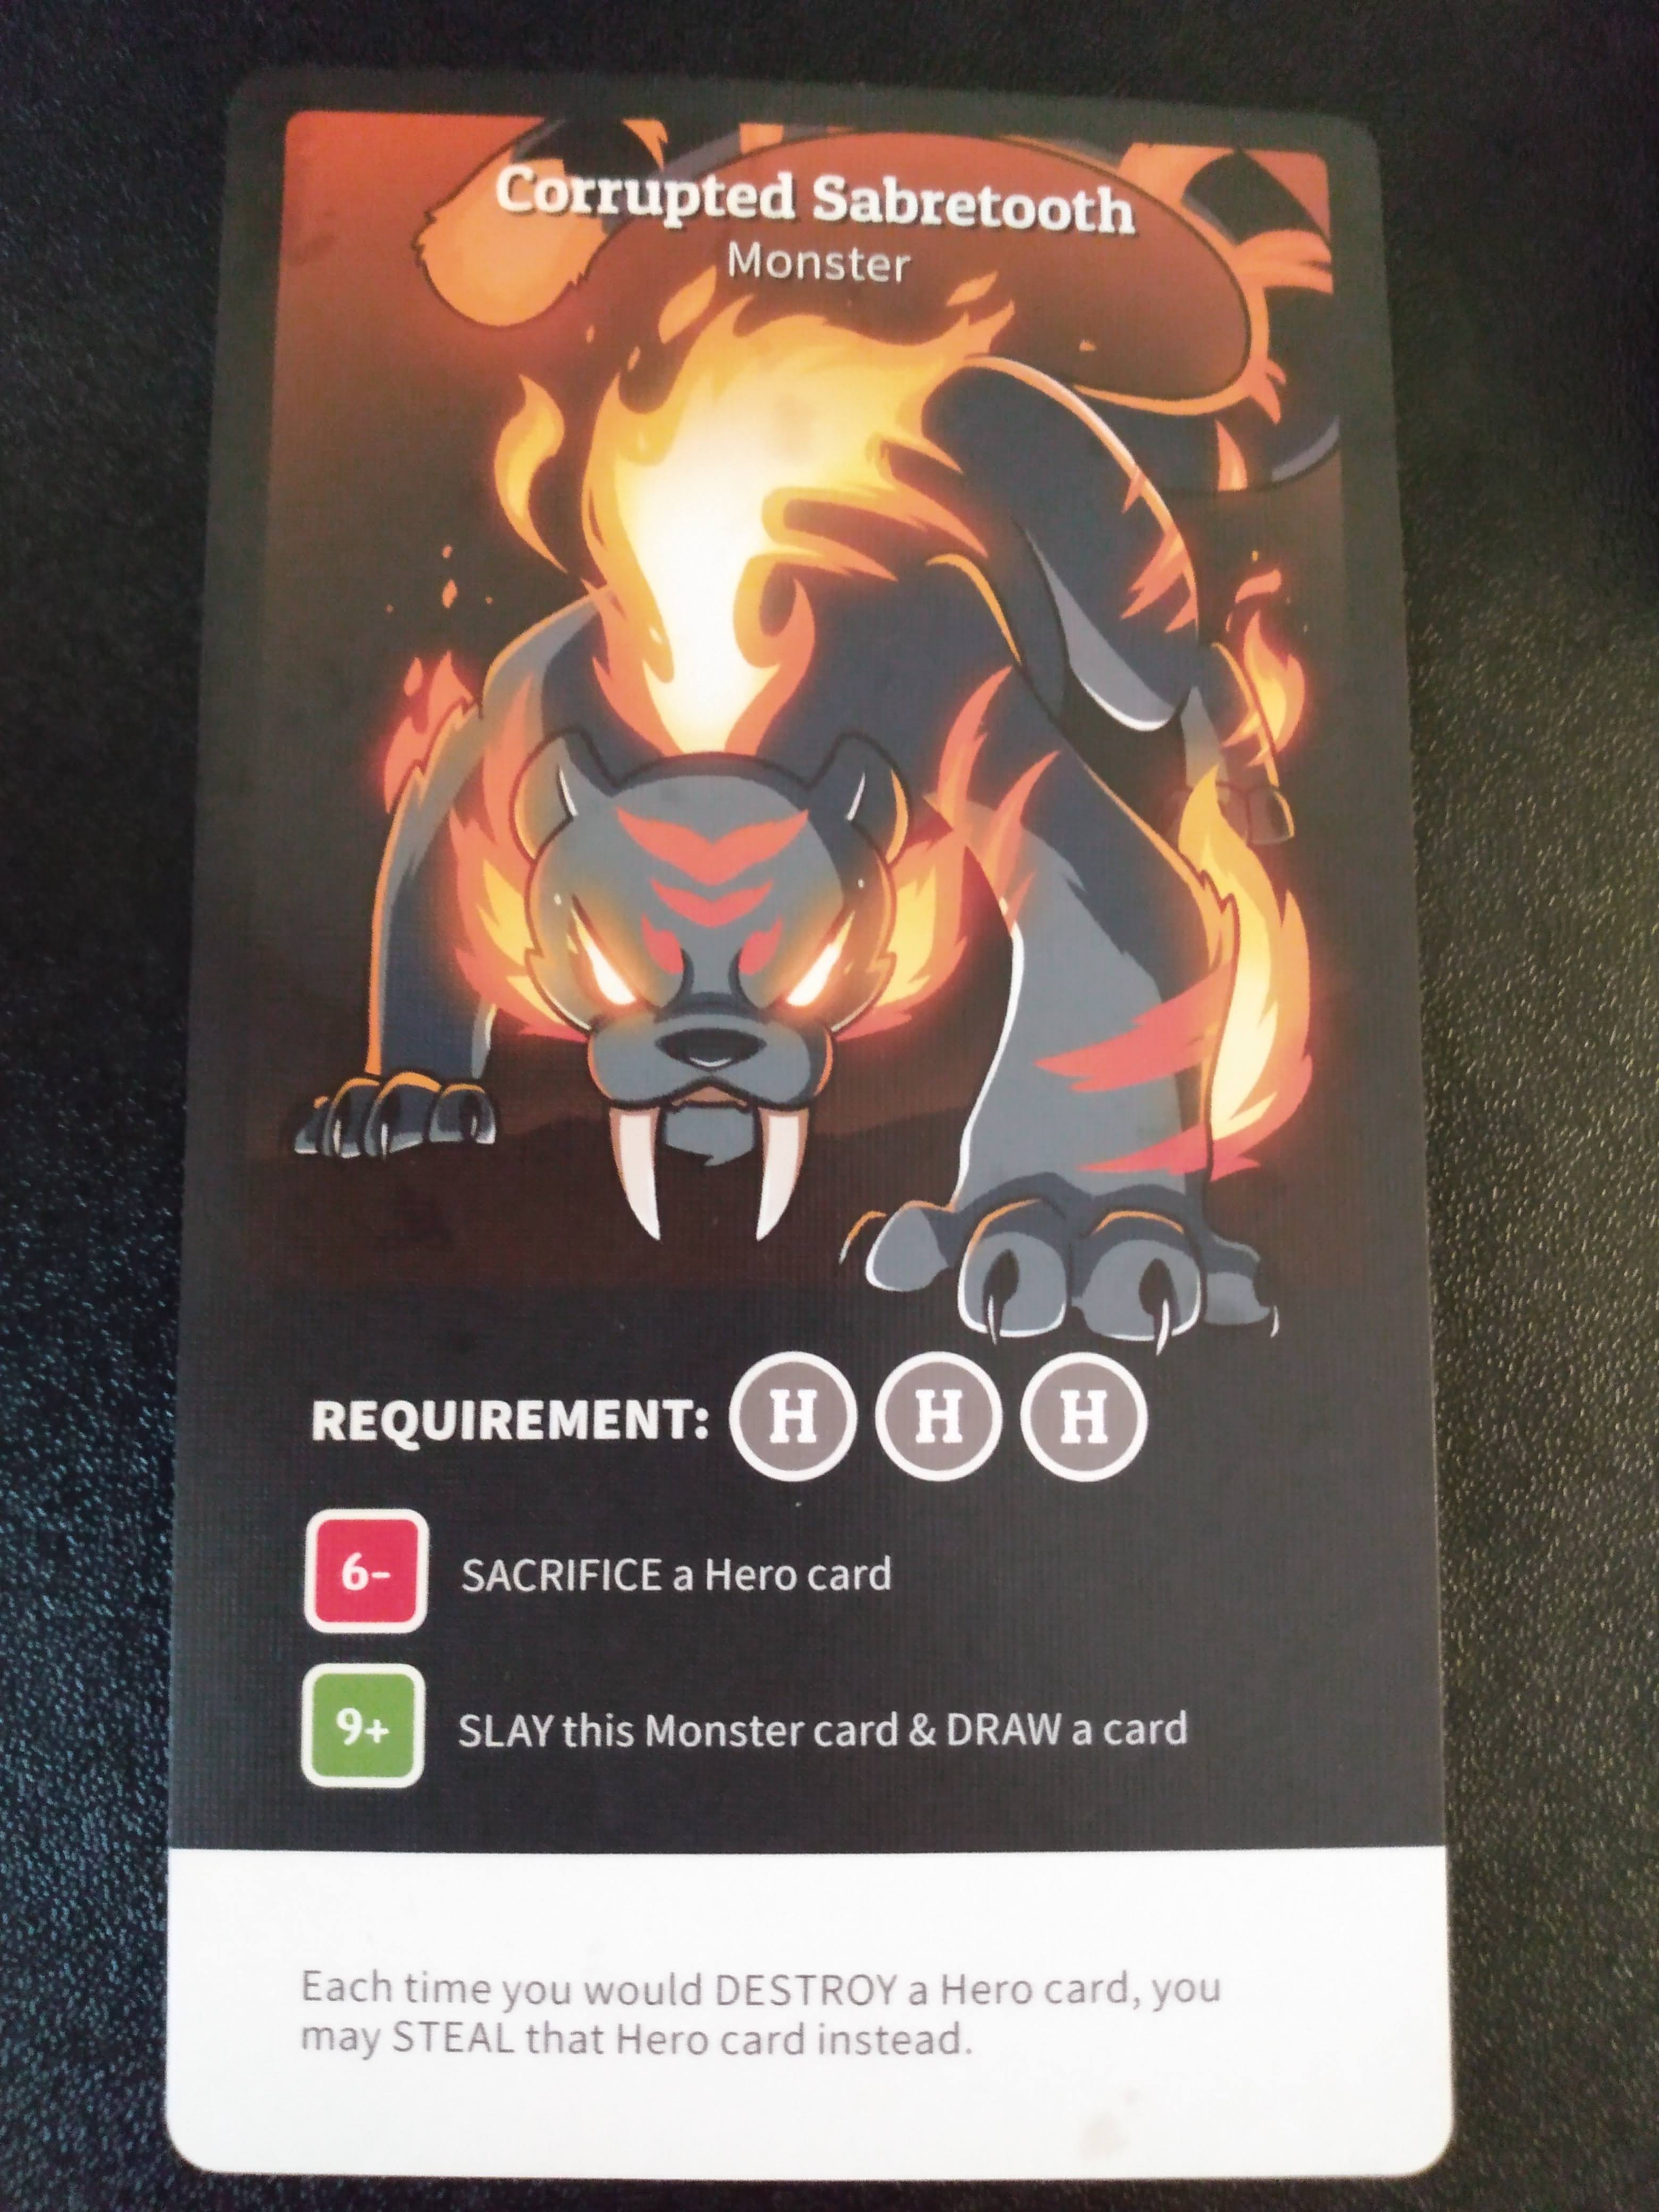 Corrupted Sabretooth
Monster
REQUIREMENT: H H H
6- SACRIFICE a Hero card
9+ SLAY this Monster card & DRAW a card
Each time you would DESTROY a Hero card, you
may STEAL that Hero card instead.